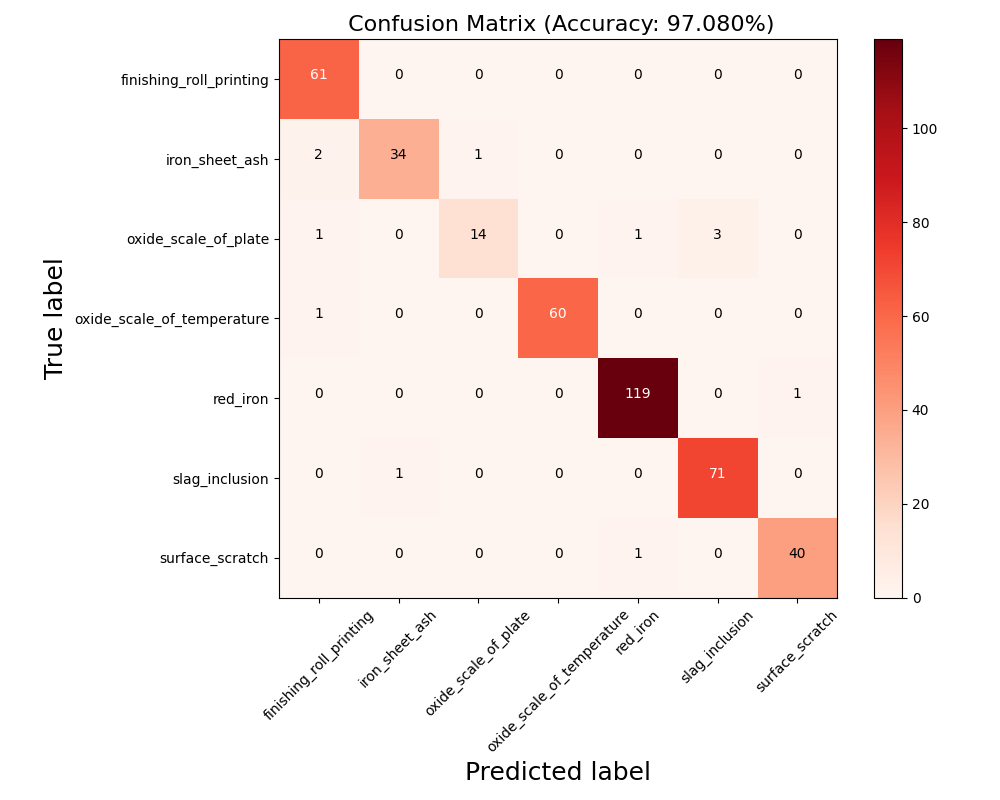 Confusion Matrix (Accuracy: 97.080%)
finishing_roll_printing 61 0 0 0 0 0 0
iron_sheet_ash 2 34 1 0 0 0 0
oxide_scale_of_plate 1 0 14 0 1 3 0
oxide_scale_of_temperature 1 0 0 60 0 0 0
red_iron 0 0 0 0 119 0 1
slag_inclusion 0 1 0 0 0 71 0
surface_scratch 0 0 0 0 1 0 40
True label
finishing_roll_printing
iron_sheet_ash
oxide_scale_of_plate
oxide_scale_of_temperature
red_iron
slag_inclusion
surface_scratch
Predicted label
100
80
60
40
20
0